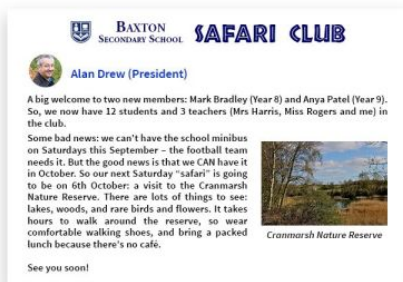 BAXTON
SECONDARY SCHOOL
SAFARI CLUB
Alan Drew (President)
A big welcome to two new members: Mark Bradley (Year 8) and Anya Patel (Year 9).
So, we now have 12 students and 3 teachers (Mrs Harris, Miss Rogers and me) in
the club.
Some bad news: we can't have the school minibus
on Saturdays this September – the football team
needs it. But the good news is that we CAN have it
in October. So our next Saturday “safari” is going
to be on 6th October: a visit to the Cranmarsh
Nature Reserve. There are lots of things to see:
lakes, woods, and rare birds and flowers. It takes
hours to walk around the reserve, so wear
comfortable walking shoes, and bring a packed
lunch because there's no café.
Cranmarsh Nature Reserve
See you soon!